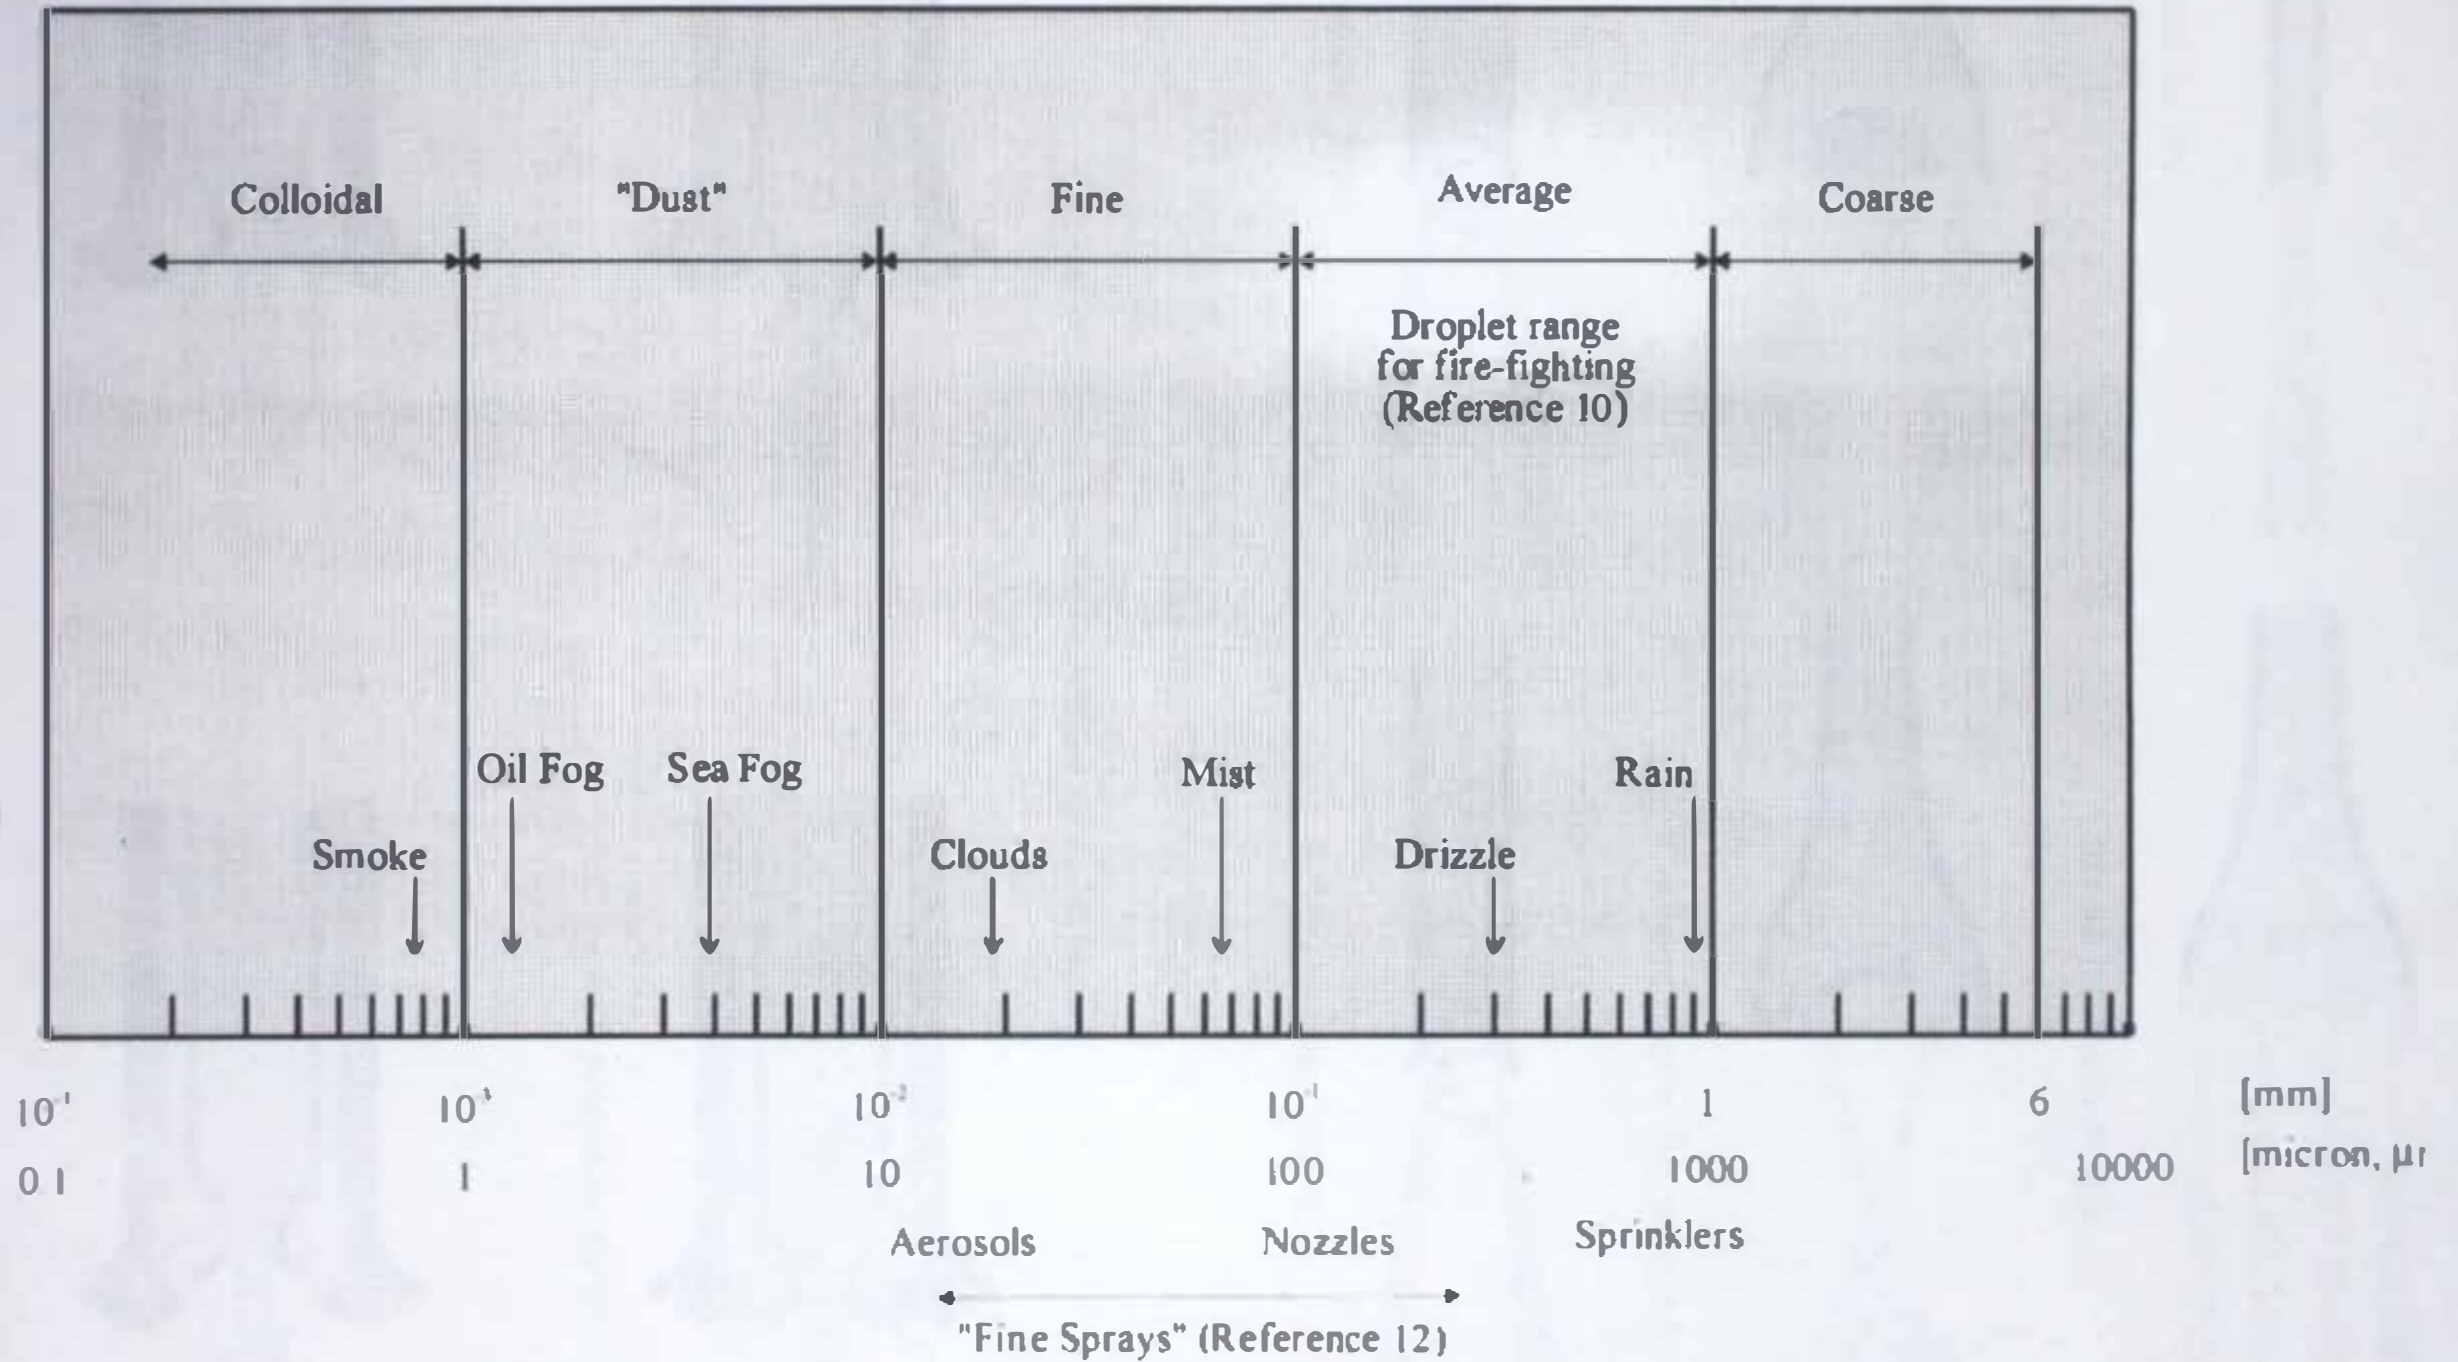 Colloidal "Dust" Fine Average Coarse
Droplet range
for fire-fighting
(Reference 10)
Oil Fog Sea Fog Mist Rain
Smoke Clouds Drizzle
10 10 10⁻² 10⁻¹ 1 6 [mm]
0 1 1 10 100 1000 10000 [micron, µ
Aerosols Nozzles Sprinklers
"Fine Sprays" (Reference 12)